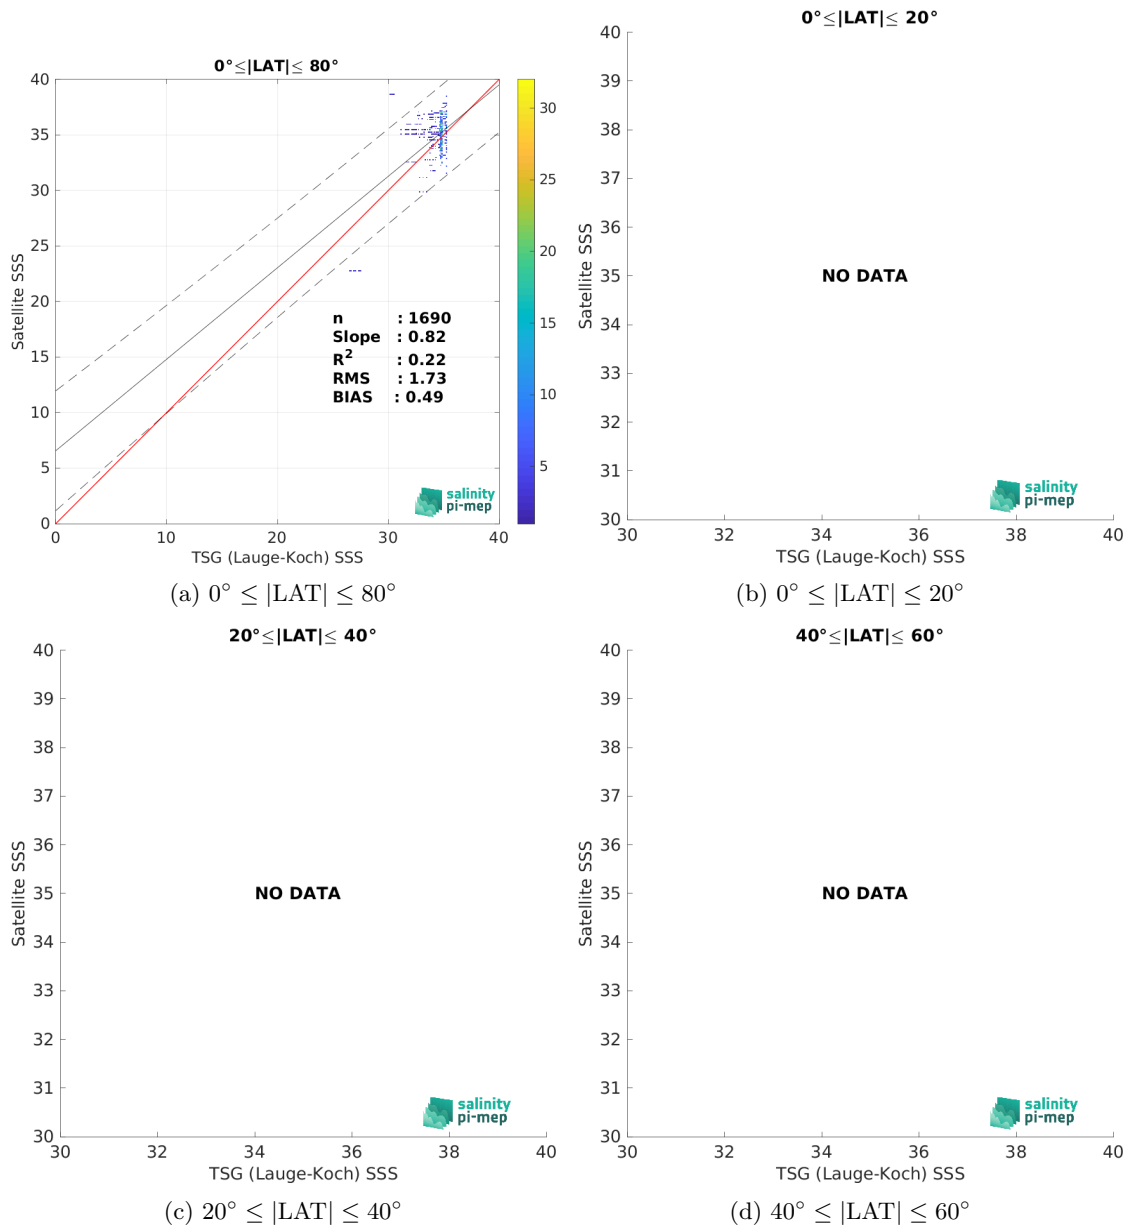 0°≤|LAT|≤ 80°
40
35
30
25
20
15
10
5
0
Satellite SSS
n : 1690
Slope : 0.82
R² : 0.22
RMS : 1.73
BIAS : 0.49
salinity
pi-mep
0 10 20 30 40
TSG (Lauge-Koch) SSS
30
25
20
15
10
5
(a) 0° ≤ |LAT| ≤ 80°
0°≤|LAT|≤ 20°
40
39
38
37
36
35
34
33
32
31
30
Satellite SSS
NO DATA
salinity
pi-mep
30 32 34 36 38 40
TSG (Lauge-Koch) SSS
(b) 0° ≤ |LAT| ≤ 20°
20°≤|LAT|≤ 40°
40
39
38
37
36
35
34
33
32
31
30
Satellite SSS
NO DATA
salinity
pi-mep
30 32 34 36 38 40
TSG (Lauge-Koch) SSS
(c) 20° ≤ |LAT| ≤ 40°
40°≤|LAT|≤ 60°
40
39
38
37
36
35
34
33
32
31
30
Satellite SSS
NO DATA
salinity
pi-mep
30 32 34 36 38 40
TSG (Lauge-Koch) SSS
(d) 40° ≤ |LAT| ≤ 60°